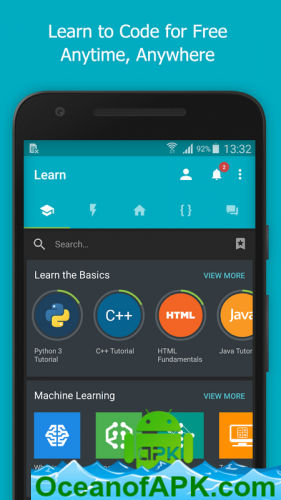 Learn to Code for Free
Anytime, Anywhere
92% 13:32
Learn
2
{ }
Search...
Learn the Basics VIEW MORE
C++ HTML Java
Python 3 Tutorial
C++ Tutorial
HTML Fundamentals
Java Tutor
Machine Learning VIEW MORE
OceanofAPK.com